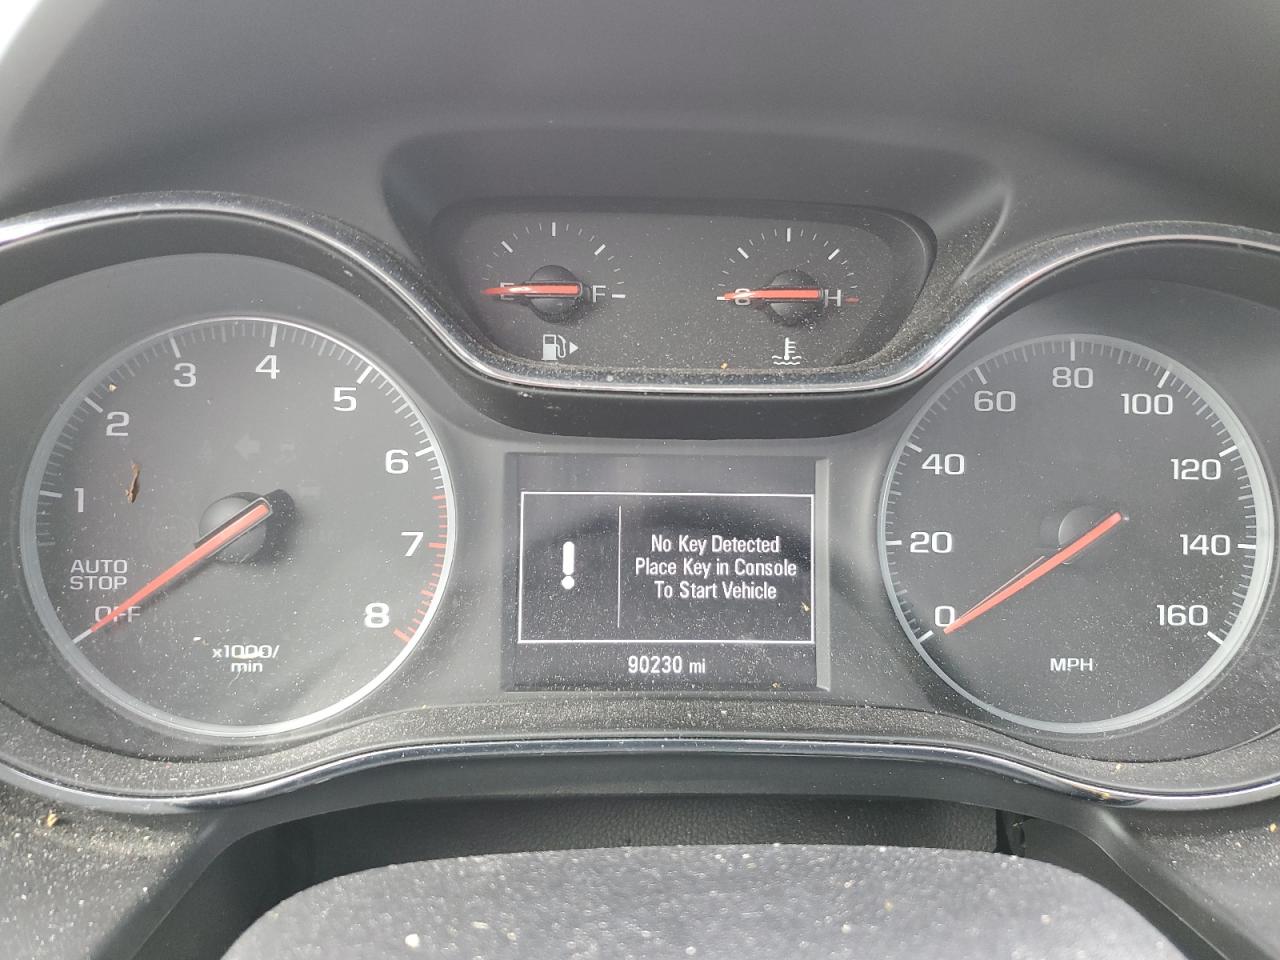 E
F
C
H
1
2
3
4
5
6
7
8
AUTO
STOP
OFF
x1000/
min
No Key Detected
Place Key in Console
To Start Vehicle
90230 mi
0
20
40
60
80
100
120
140
160
MPH